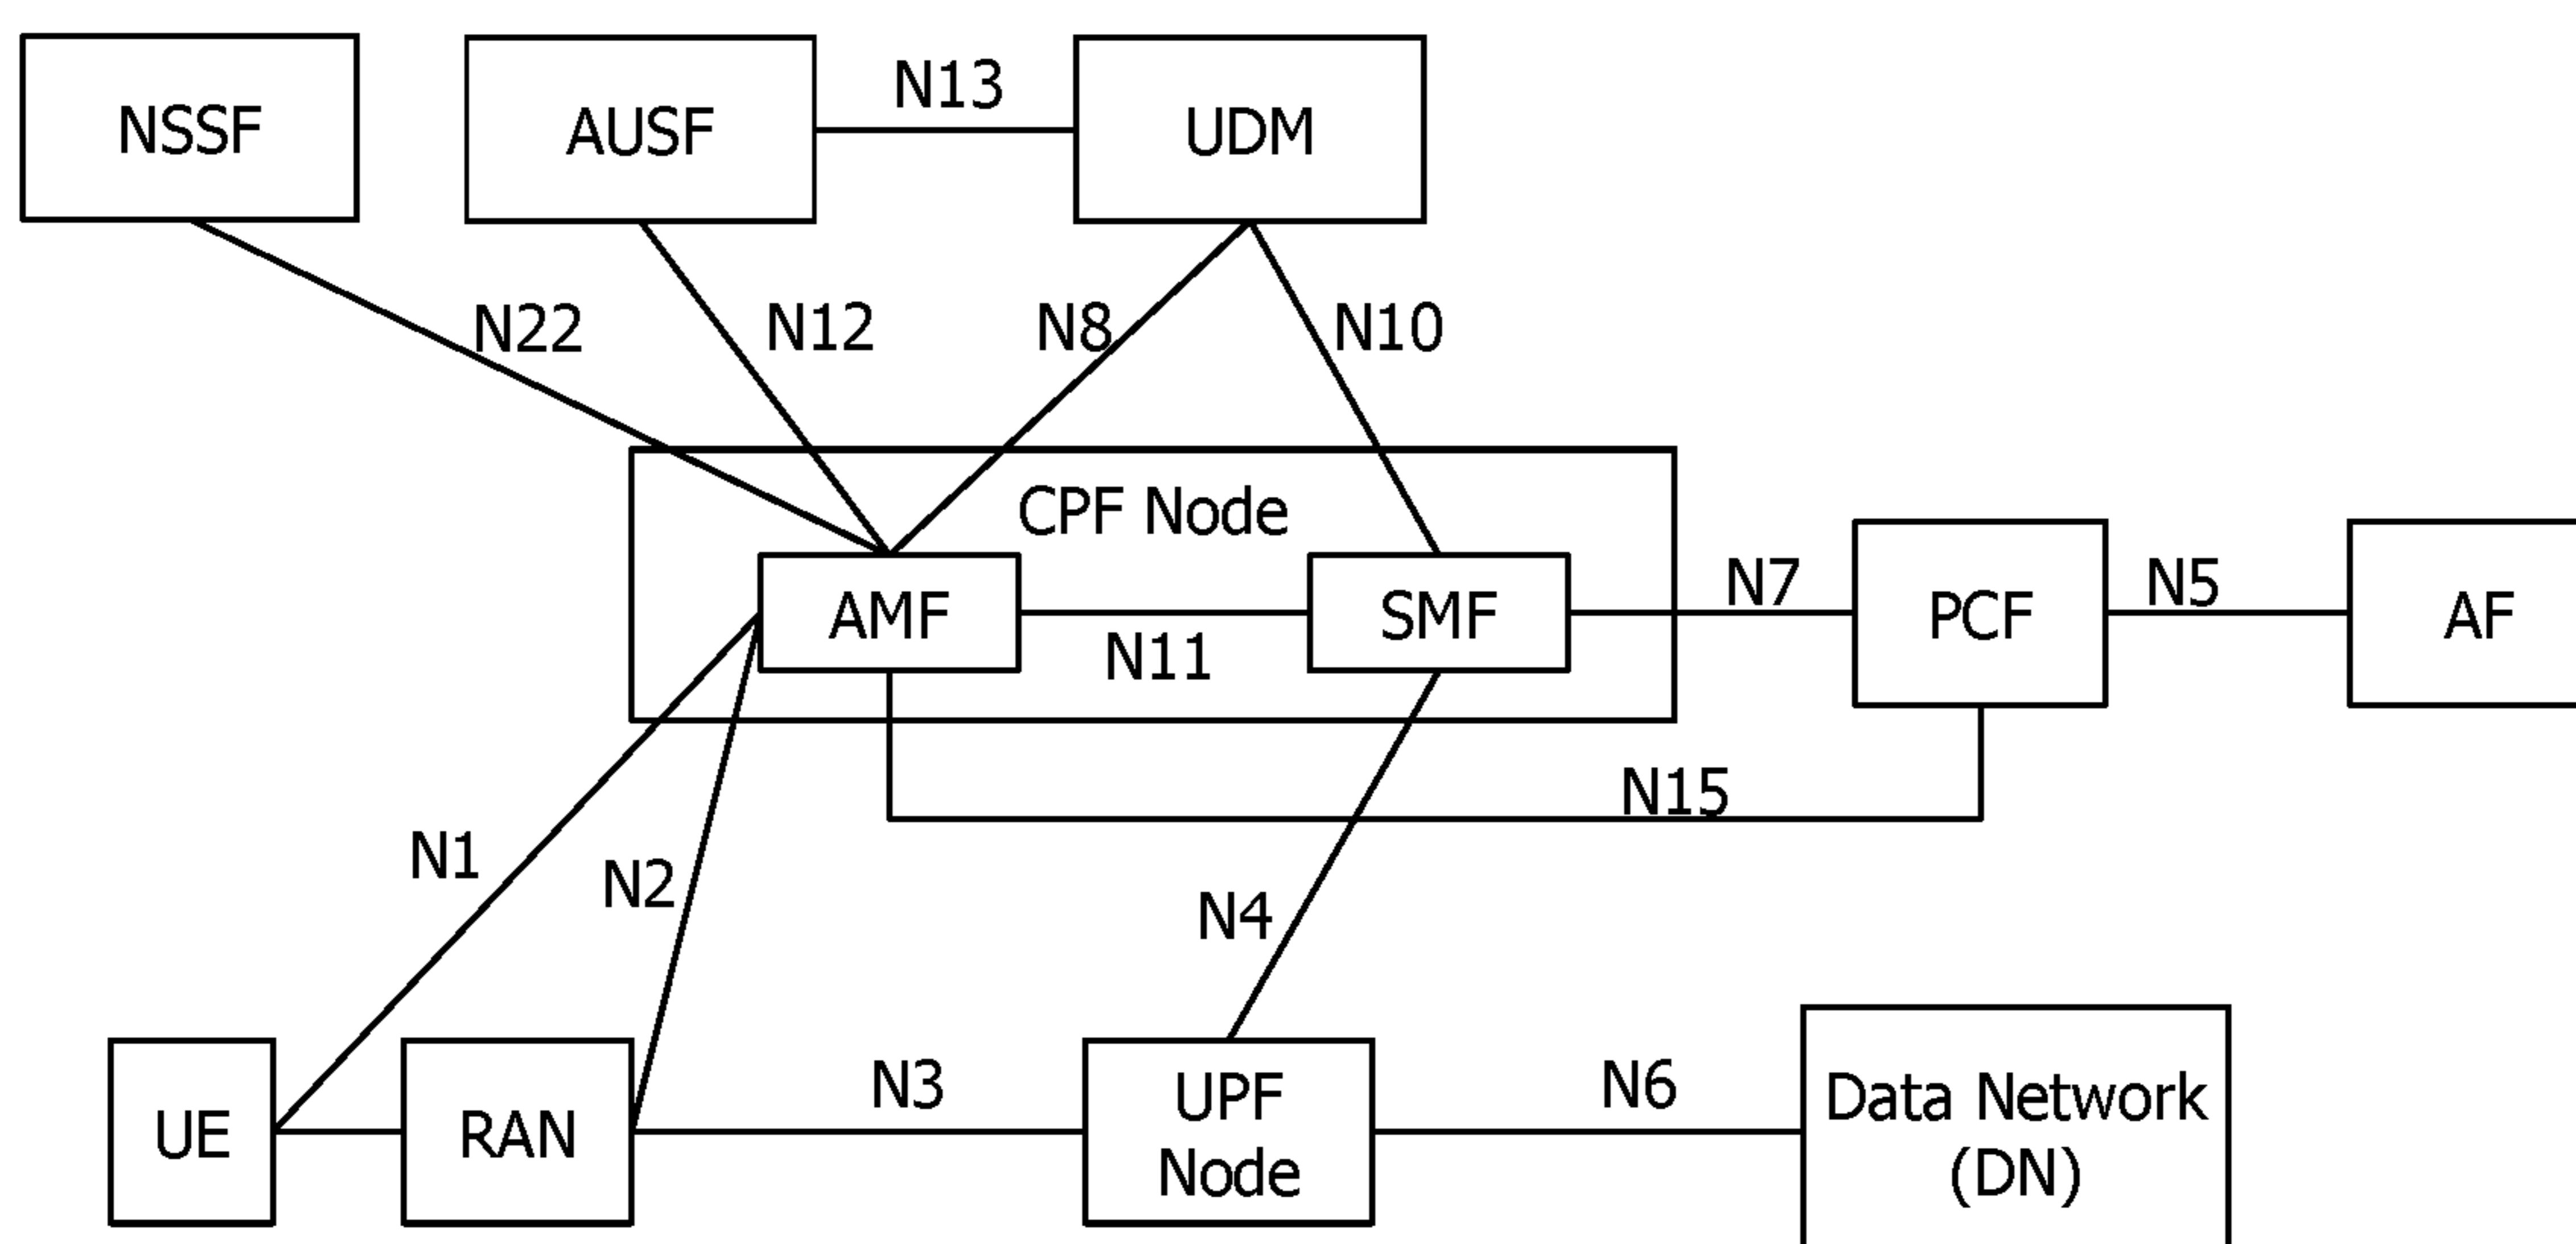 NSSF
AUSF
N13
UDM
N22
N12
N8
N10
CPF Node
AMF
N11
SMF
N7
PCF
N5
AF
N15
N1
N2
N4
UE
RAN
N3
UPF
Node
N6
Data Network
(DN)